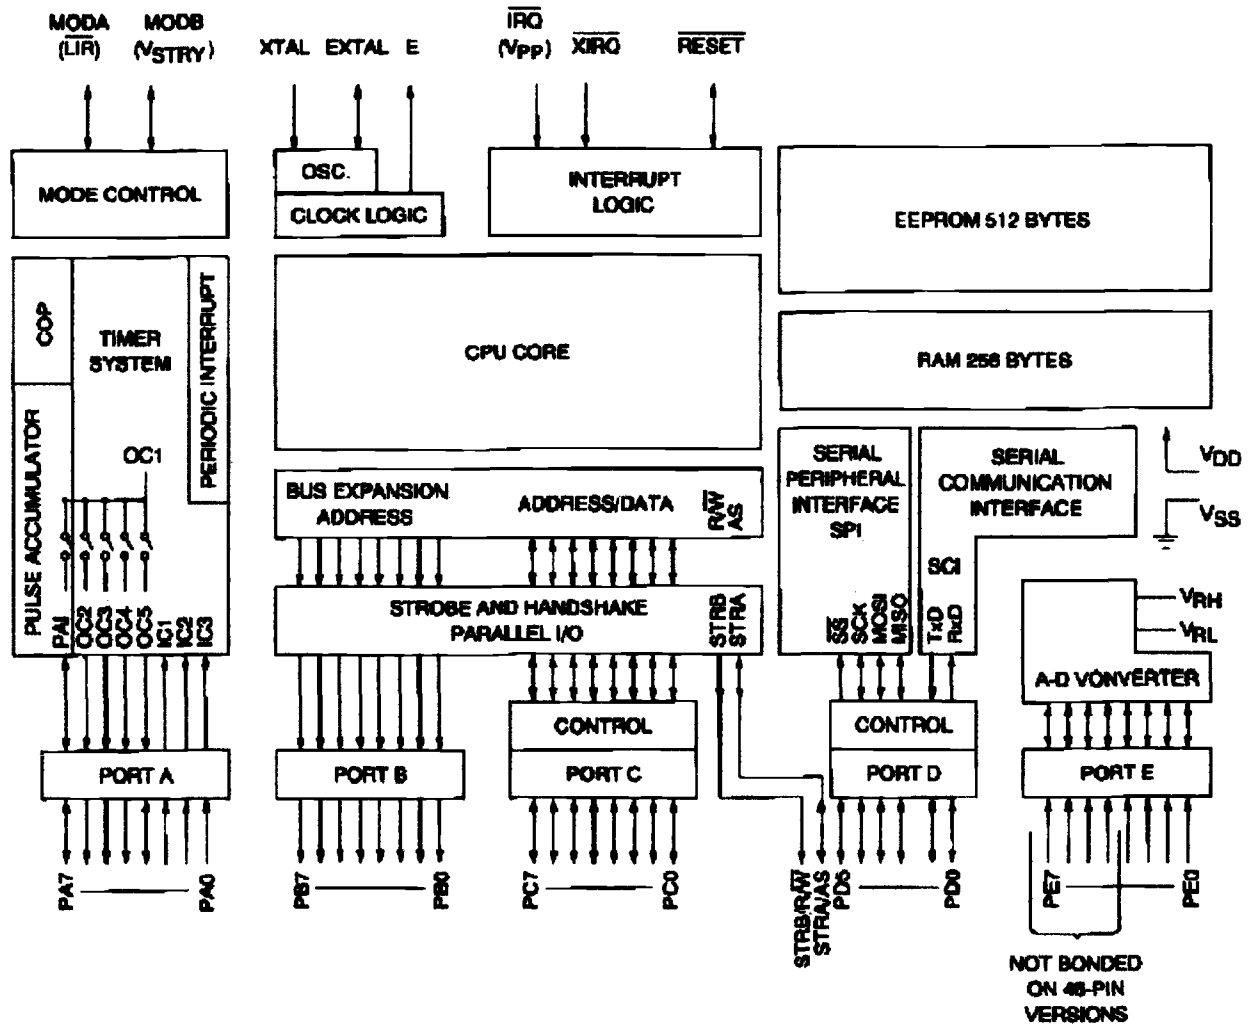 MODA
(LIR)
MODB
(VSTRY)
XTAL EXTAL E
IRQ
(VPP)
XIRQ
RESET
MODE CONTROL
OSC.
CLOCK LOGIC
INTERRUPT
LOGIC
EEPROM 512 BYTES
COP
TIMER
SYSTEM
PERIODIC INTERRUPT
CPU CORE
RAM 256 BYTES
PULSE ACCUMULATOR
OC1
PAI
OC2
OC3
OC4
OC5
IC1
IC2
IC3
BUS EXPANSION
ADDRESS
ADDRESS/DATA
R/W
AS
STROBE AND HANDSHAKE
PARALLEL I/O
STRB
STRA
SERIAL
PERIPHERAL
INTERFACE
SPI
SS
SCK
MOSI
MISO
SERIAL
COMMUNICATION
INTERFACE
SCI
TxD
RxD
VDD
VSS
VRH
VRL
A-D VONVERTER
CONTROL
CONTROL
PORT A
PORT B
PORT C
PORT D
PORT E
PA7
PA0
PB7
PB0
PC7
PC0
STRB/R/W
STRA/AS
PD5
PD0
PE7
PE0
NOT BONDED
ON 48-PIN
VERSIONS